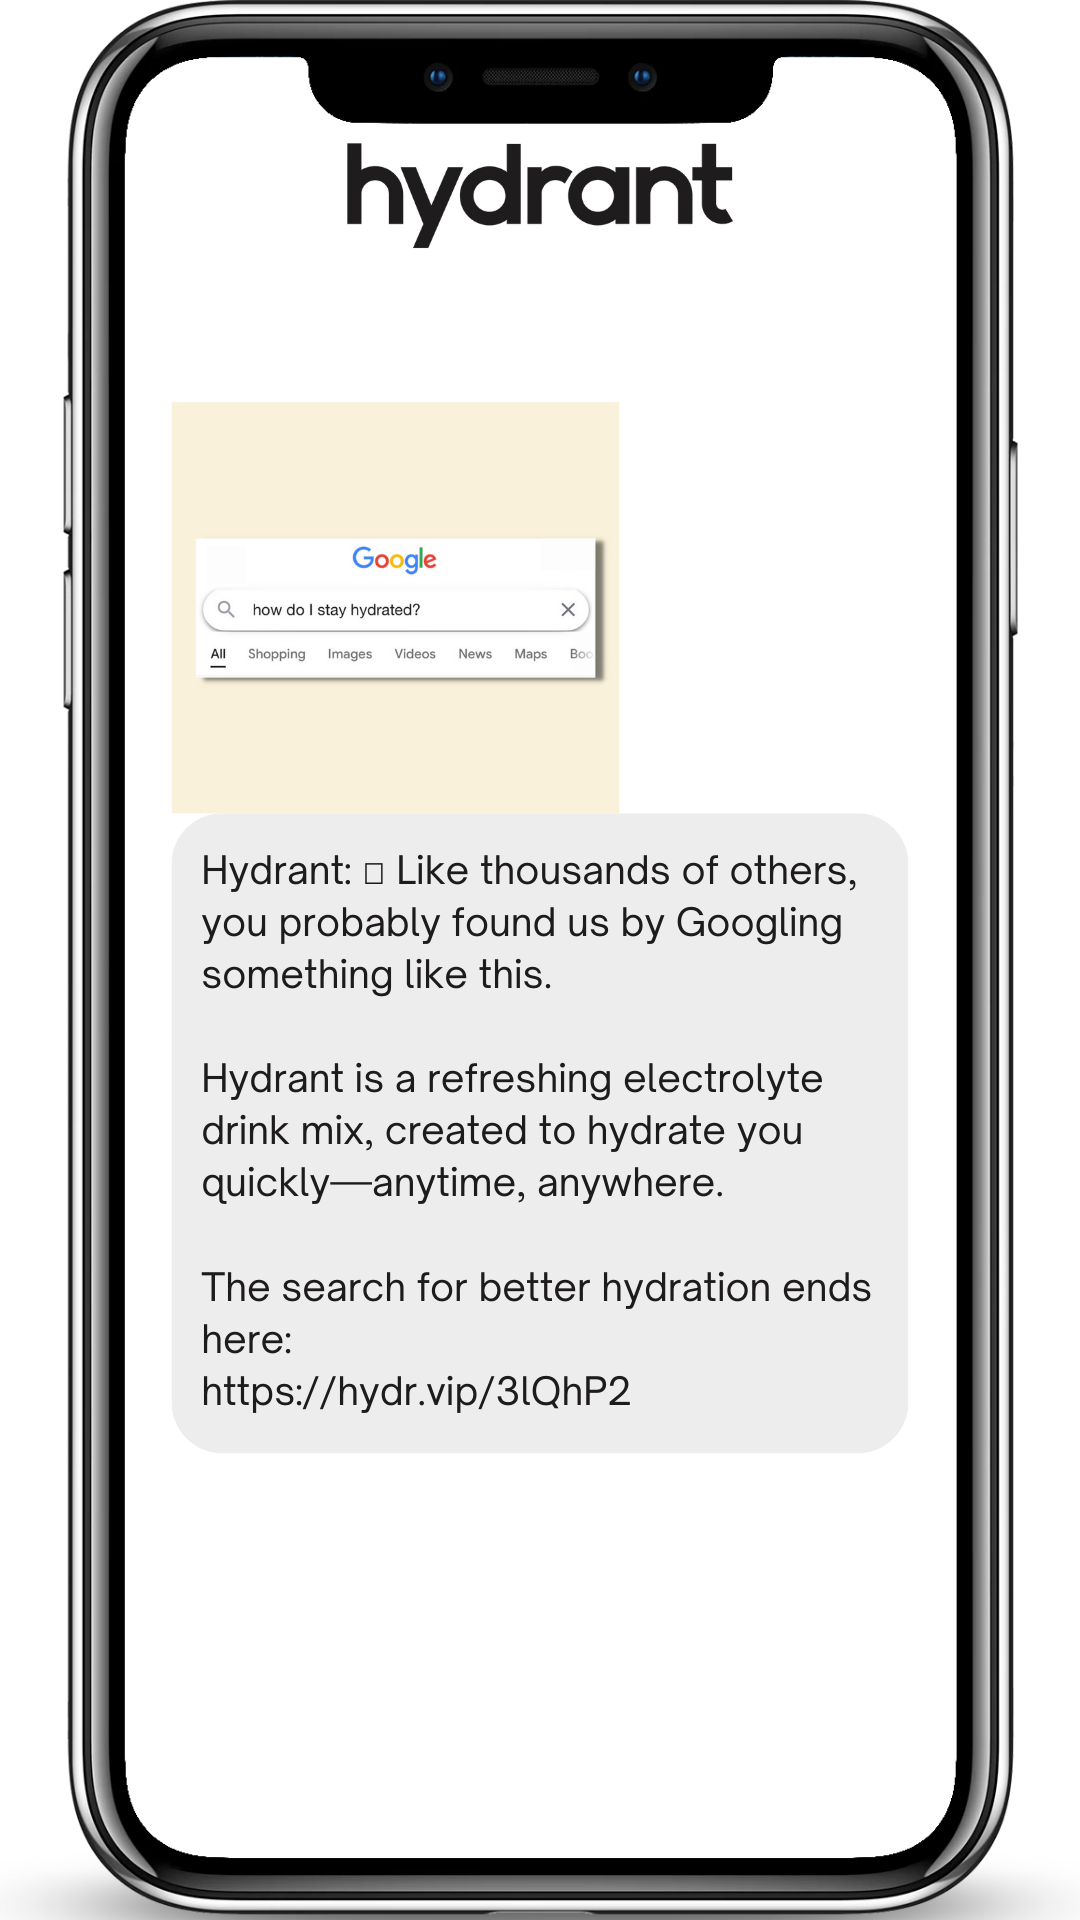 hydrant
Google
how do I stay hydrated?
All Shopping Images Videos News Maps
Hydrant: Like thousands of others,
you probably found us by Googling
something like this.
Hydrant is a refreshing electrolyte
drink mix, created to hydrate you
quickly—anytime, anywhere.
The search for better hydration ends
here:
https://hydr.vip/3lQhP2